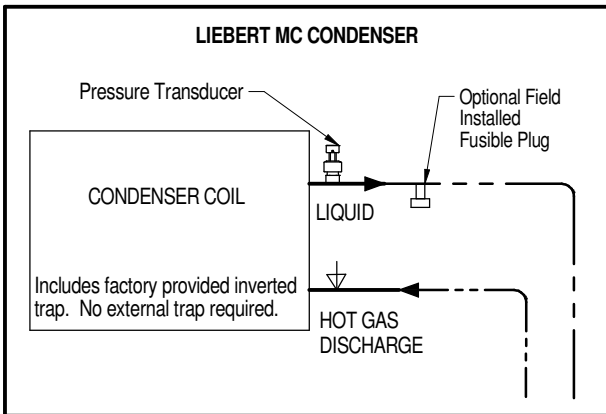 LIEBERT MC CONDENSER
Pressure Transducer
Optional Field
Installed
Fusible Plug
CONDENSER COIL
LIQUID
Includes factory provided inverted
trap. No external trap required.
HOT GAS
DISCHARGE